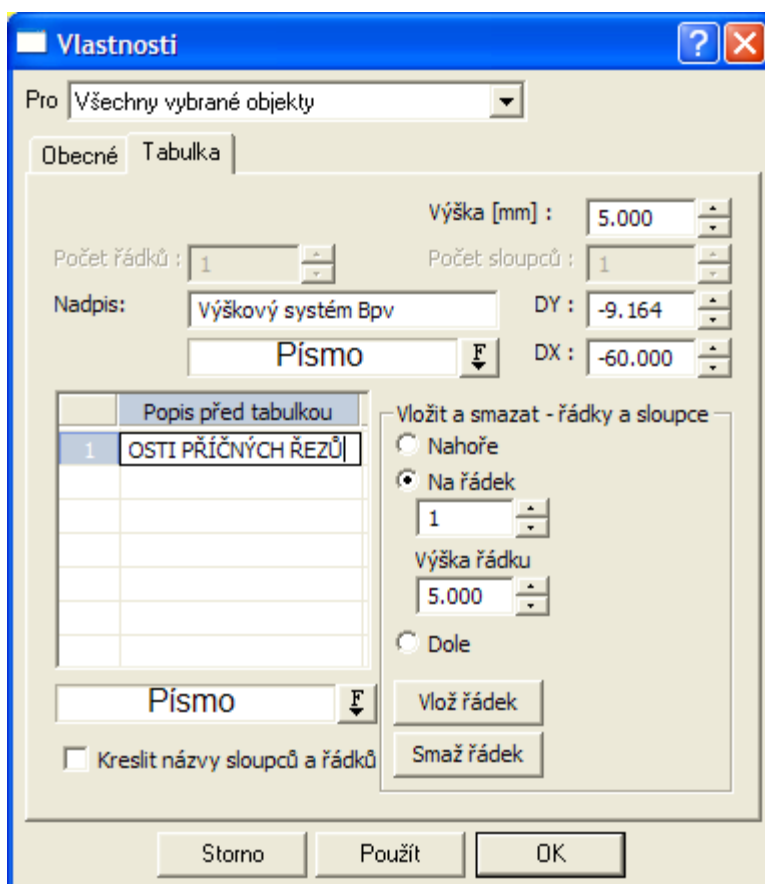 Vlastnosti
Pro Všechny vybrané objekty
Obecné Tabulka
Výška [mm] : 5.000
Počet řádků : 1 Počet sloupců : 1
Nadpis: Výškový systém Bpv DY : -9.164
Písmo F DX : -60.000
Popis před tabulkou
1 OSTI PŘÍČNÝCH ŘEZŮ
Vložit a smazat - řádky a sloupce
Nahoře
Na řádek
1
Výška řádku
5.000
Dole
Písmo F
Vlož řádek
Kreslit názvy sloupců a řádků
Smaž řádek
Storno Použít OK